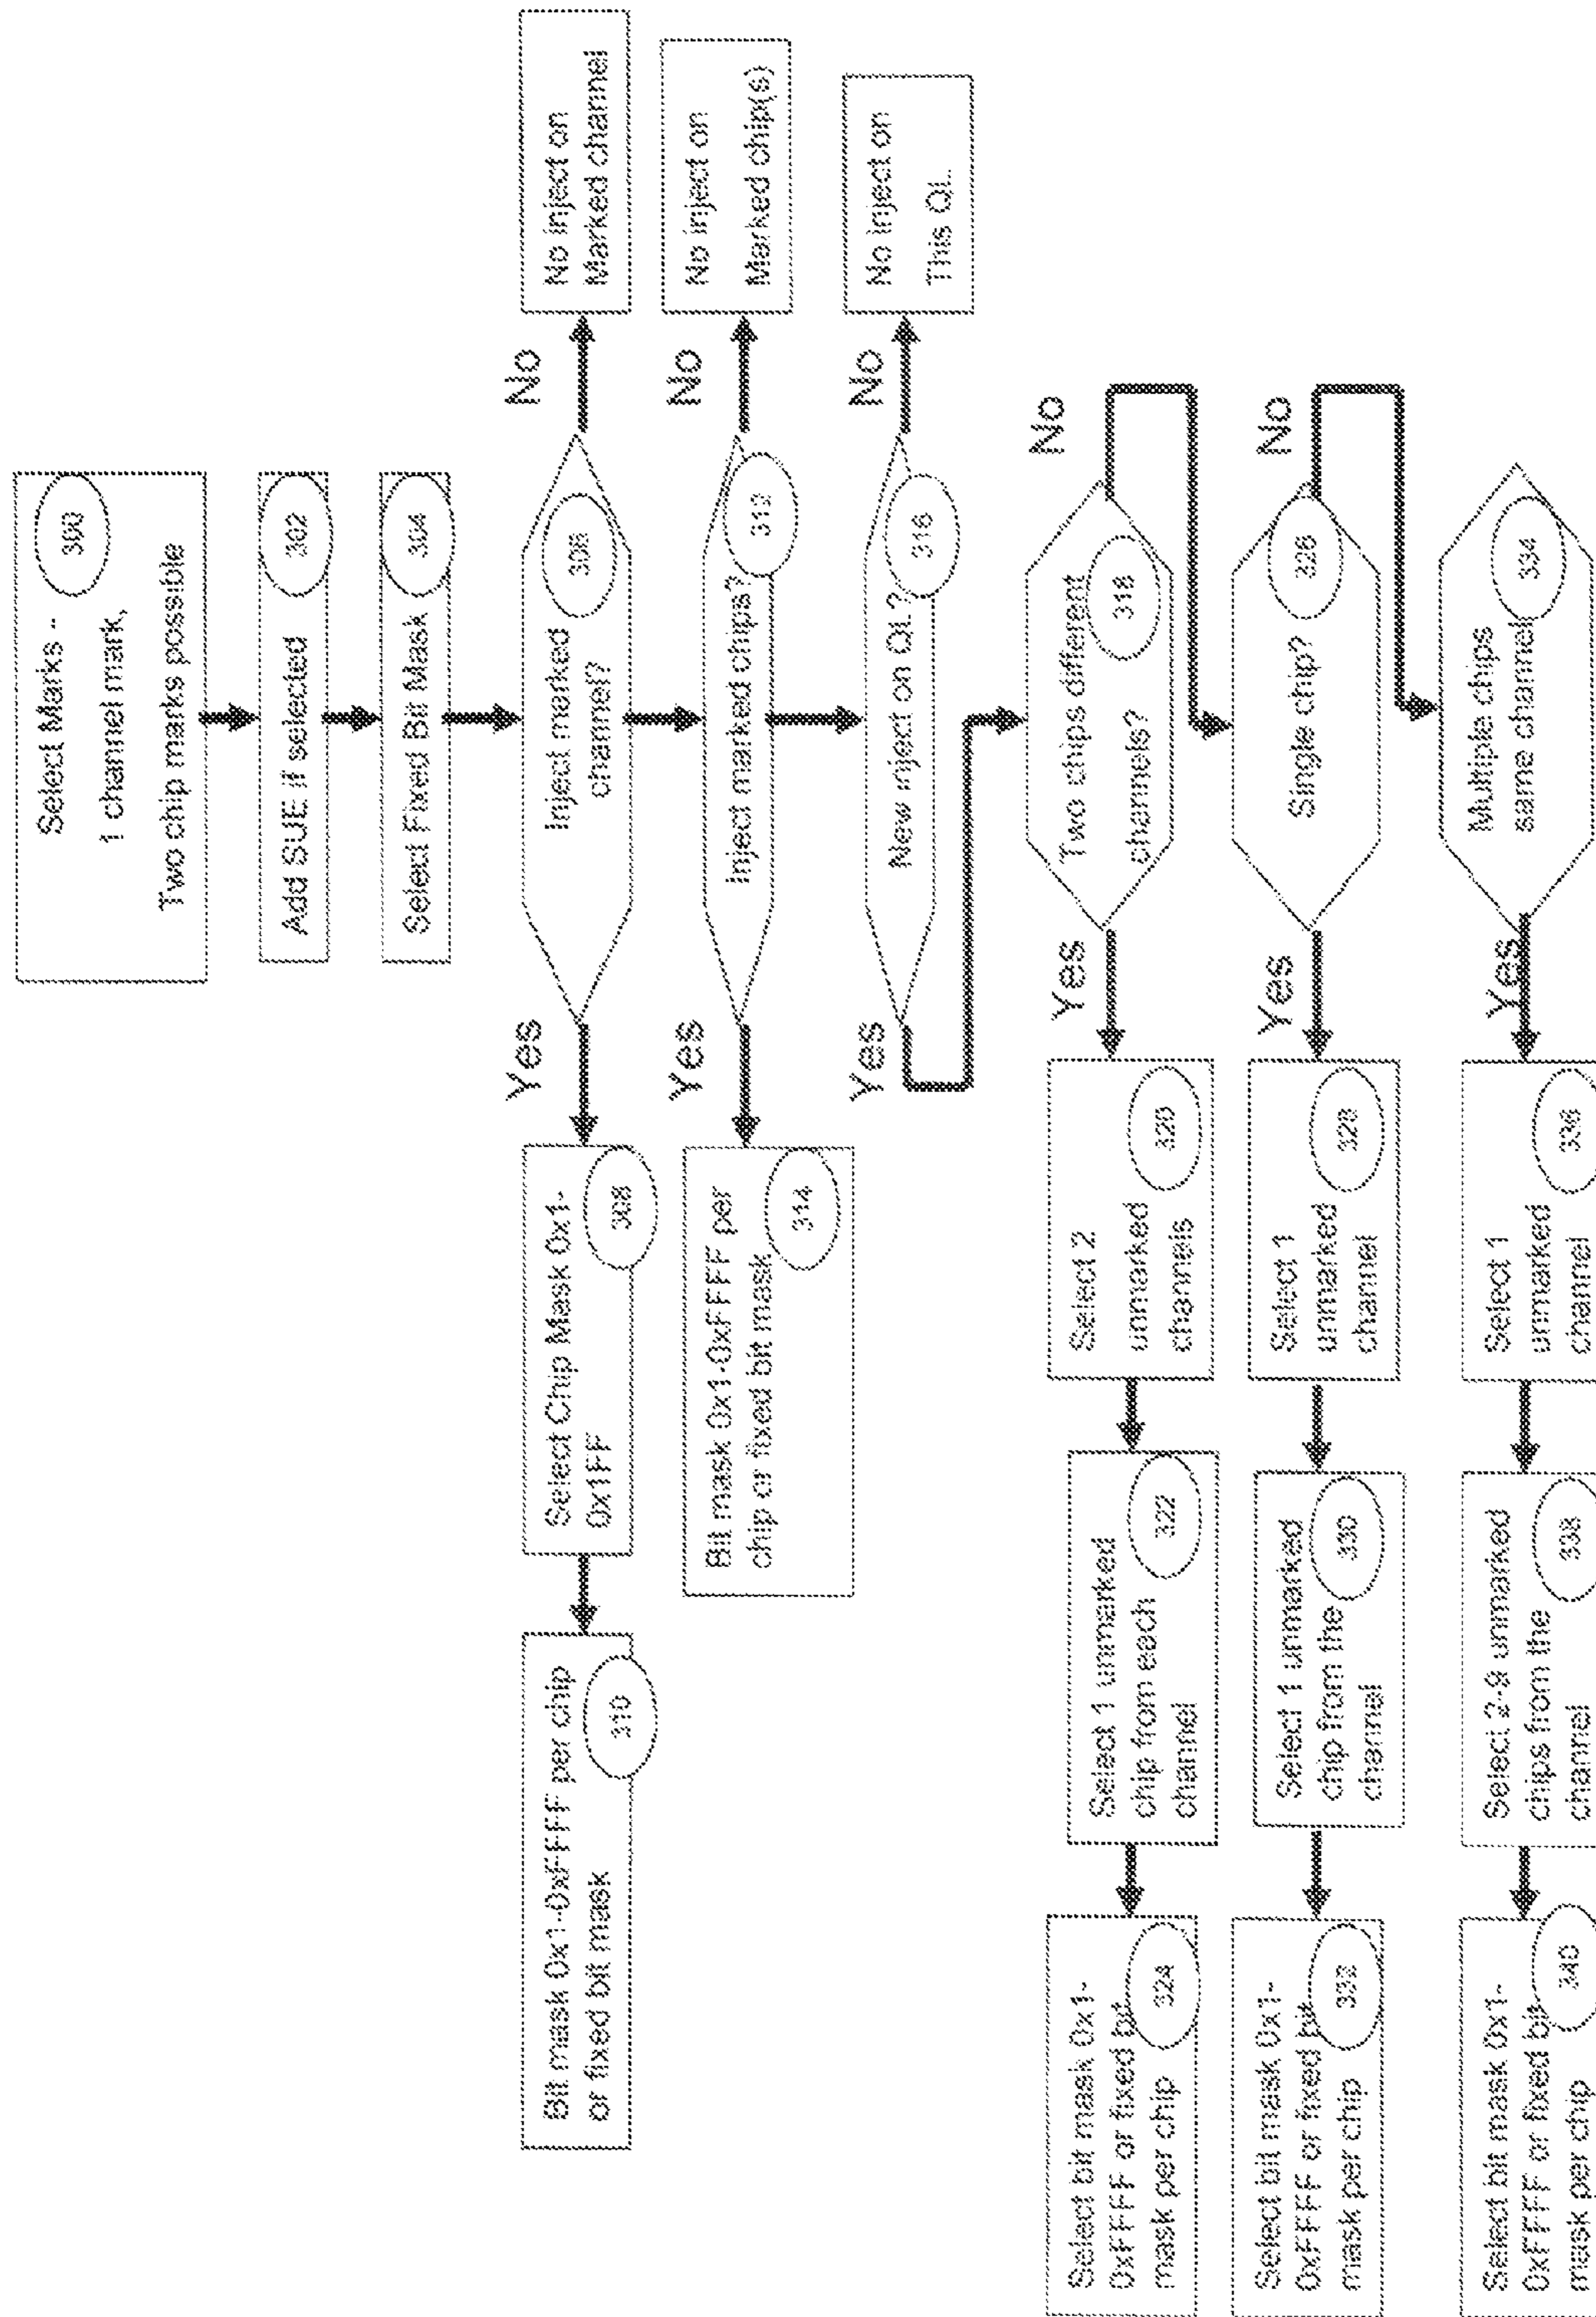 Select Marks --
1 channel mark,
Two chip marks possible
300
Add SUE if selected
302
Select Fixed Bit Mask
304
Inject marked
channel?
306
Yes
No
Select Chip Mask 0x1-
0x1FF
308
Bit mask 0x1-0xFFFF per chip
or fixed bit mask
310
No inject on
Marked channel
Inject marked chips?
312
Yes
No
Bit mask 0x1-0xFFFF per
chip or fixed bit mask
314
No inject on
Marked chip(s)
New inject on QL?
316
Yes
No
No inject on
This QL
Two chips different
channels?
318
Yes
No
Select 2
unmarked
channels
320
Select 1 unmarked
chip from each
channel
322
Select bit mask 0x1-
0xFFFF or fixed bit
mask per chip
324
Single chip?
326
Yes
No
Select 1
unmarked
channel
328
Select 1 unmarked
chip from the
channel
330
Select bit mask 0x1-
0xFFFF or fixed bit
mask per chip
332
Multiple chips
same channel
334
Yes
Select 1
unmarked
channel
336
Select 2-9 unmarked
chips from the
channel
338
Select bit mask 0x1-
0xFFFF or fixed bit
mask per chip
340